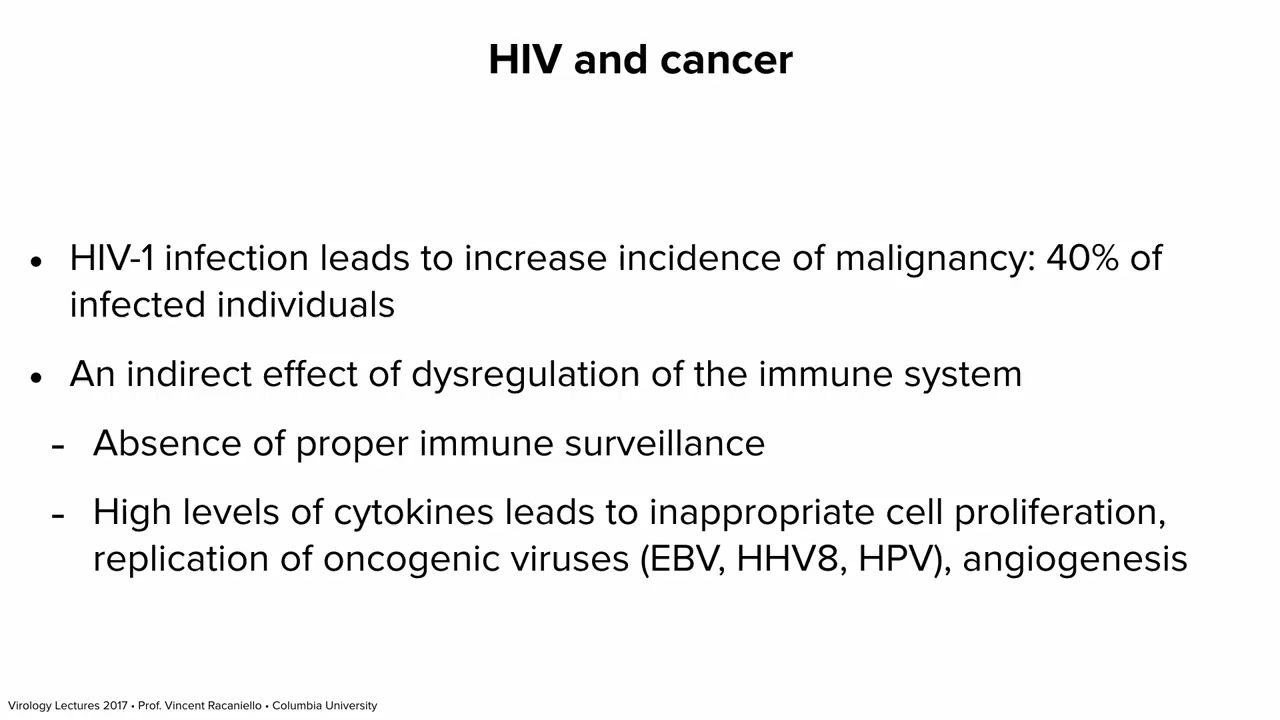 HIV and cancer
• HIV-1 infection leads to increase incidence of malignancy: 40% of
infected individuals
• An indirect effect of dysregulation of the immune system
- Absence of proper immune surveillance
- High levels of cytokines leads to inappropriate cell proliferation,
replication of oncogenic viruses (EBV, HHV8, HPV), angiogenesis
Virology Lectures 2017 • Prof. Vincent Racaniello • Columbia University